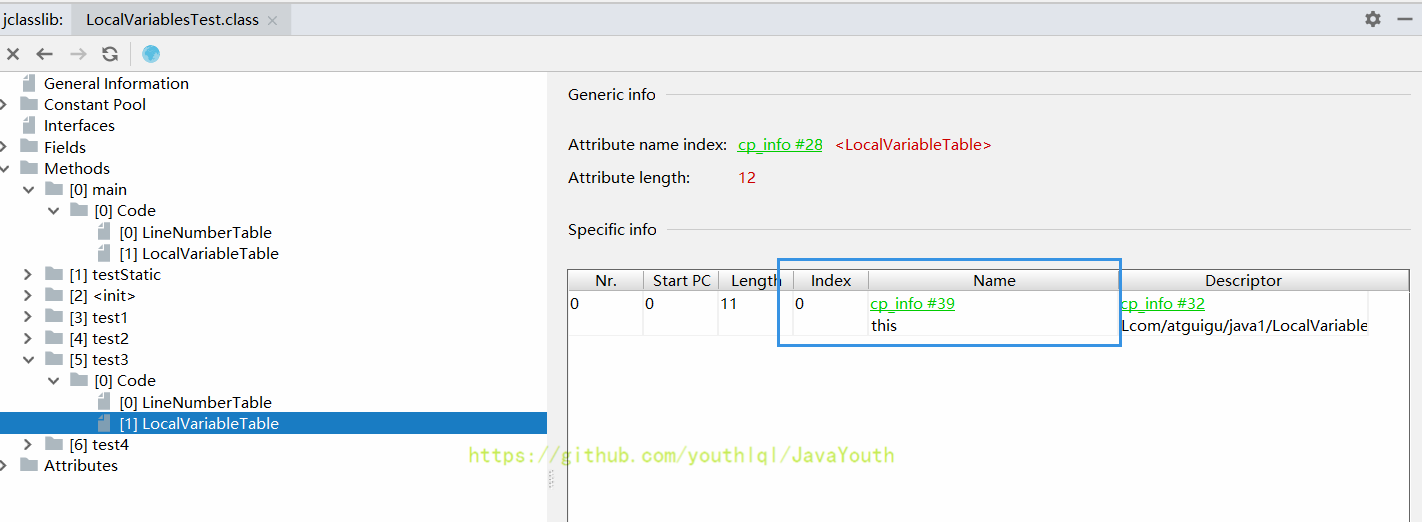 jclasslib: LocalVariablesTest.class
General Information
Constant Pool
Interfaces
Fields
Methods
[0] main
[0] Code
[0] LineNumberTable
[1] LocalVariableTable
[1] testStatic
[2] <init>
[3] test1
[4] test2
[5] test3
[0] Code
[0] LineNumberTable
[1] LocalVariableTable
[6] test4
Attributes
Generic info
Attribute name index: cp_info #28 <LocalVariableTable>
Attribute length: 12
Specific info
Nr. Start PC Length Index Name Descriptor
0 0 11 0 cp_info #39 cp_info #32
this Lcom/atguigu/java1/LocalVariable
https://github.com/youthlql/JavaYouth